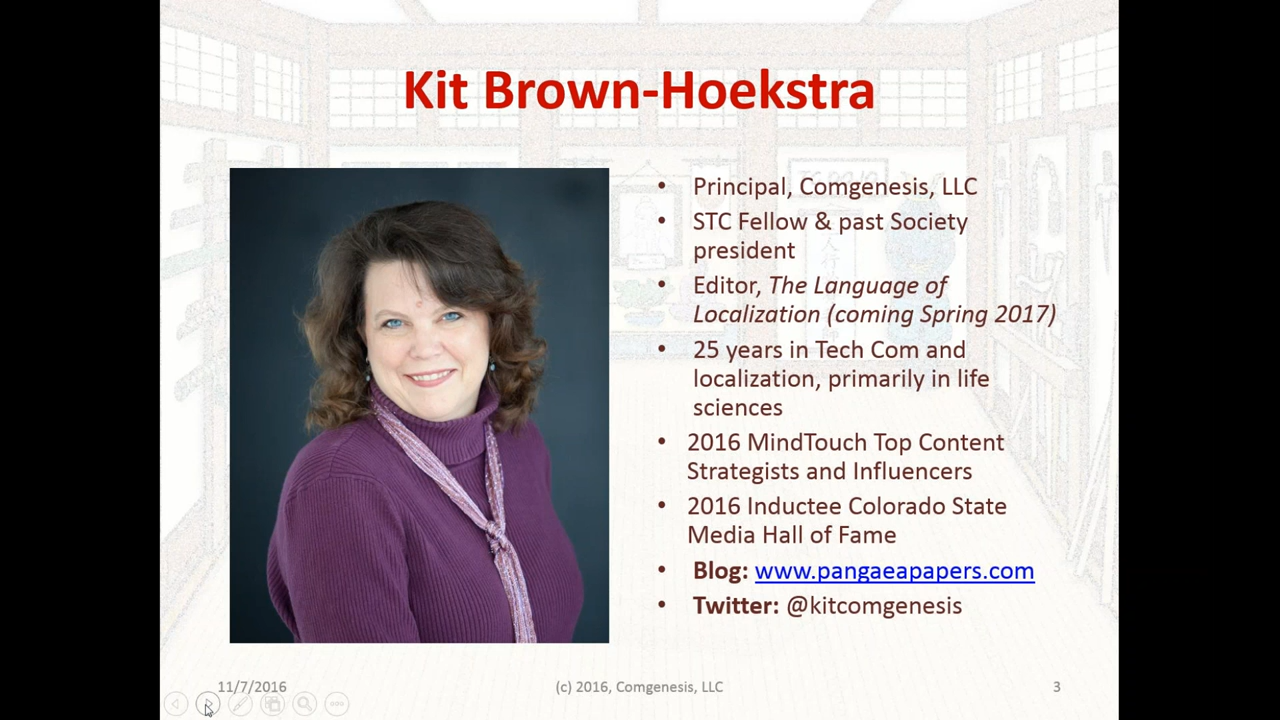 Kit Brown-Hoekstra
• Principal, Comgenesis, LLC
• STC Fellow & past Society
president
• Editor, The Language of
Localization (coming Spring 2017)
• 25 years in Tech Com and
localization, primarily in life
sciences
• 2016 MindTouch Top Content
Strategists and Influencers
• 2016 Inductee Colorado State
Media Hall of Fame
• Blog: www.pangaeapapers.com
• Twitter: @kitcomgenesis
11/7/2016
(c) 2016, Comgenesis, LLC
3